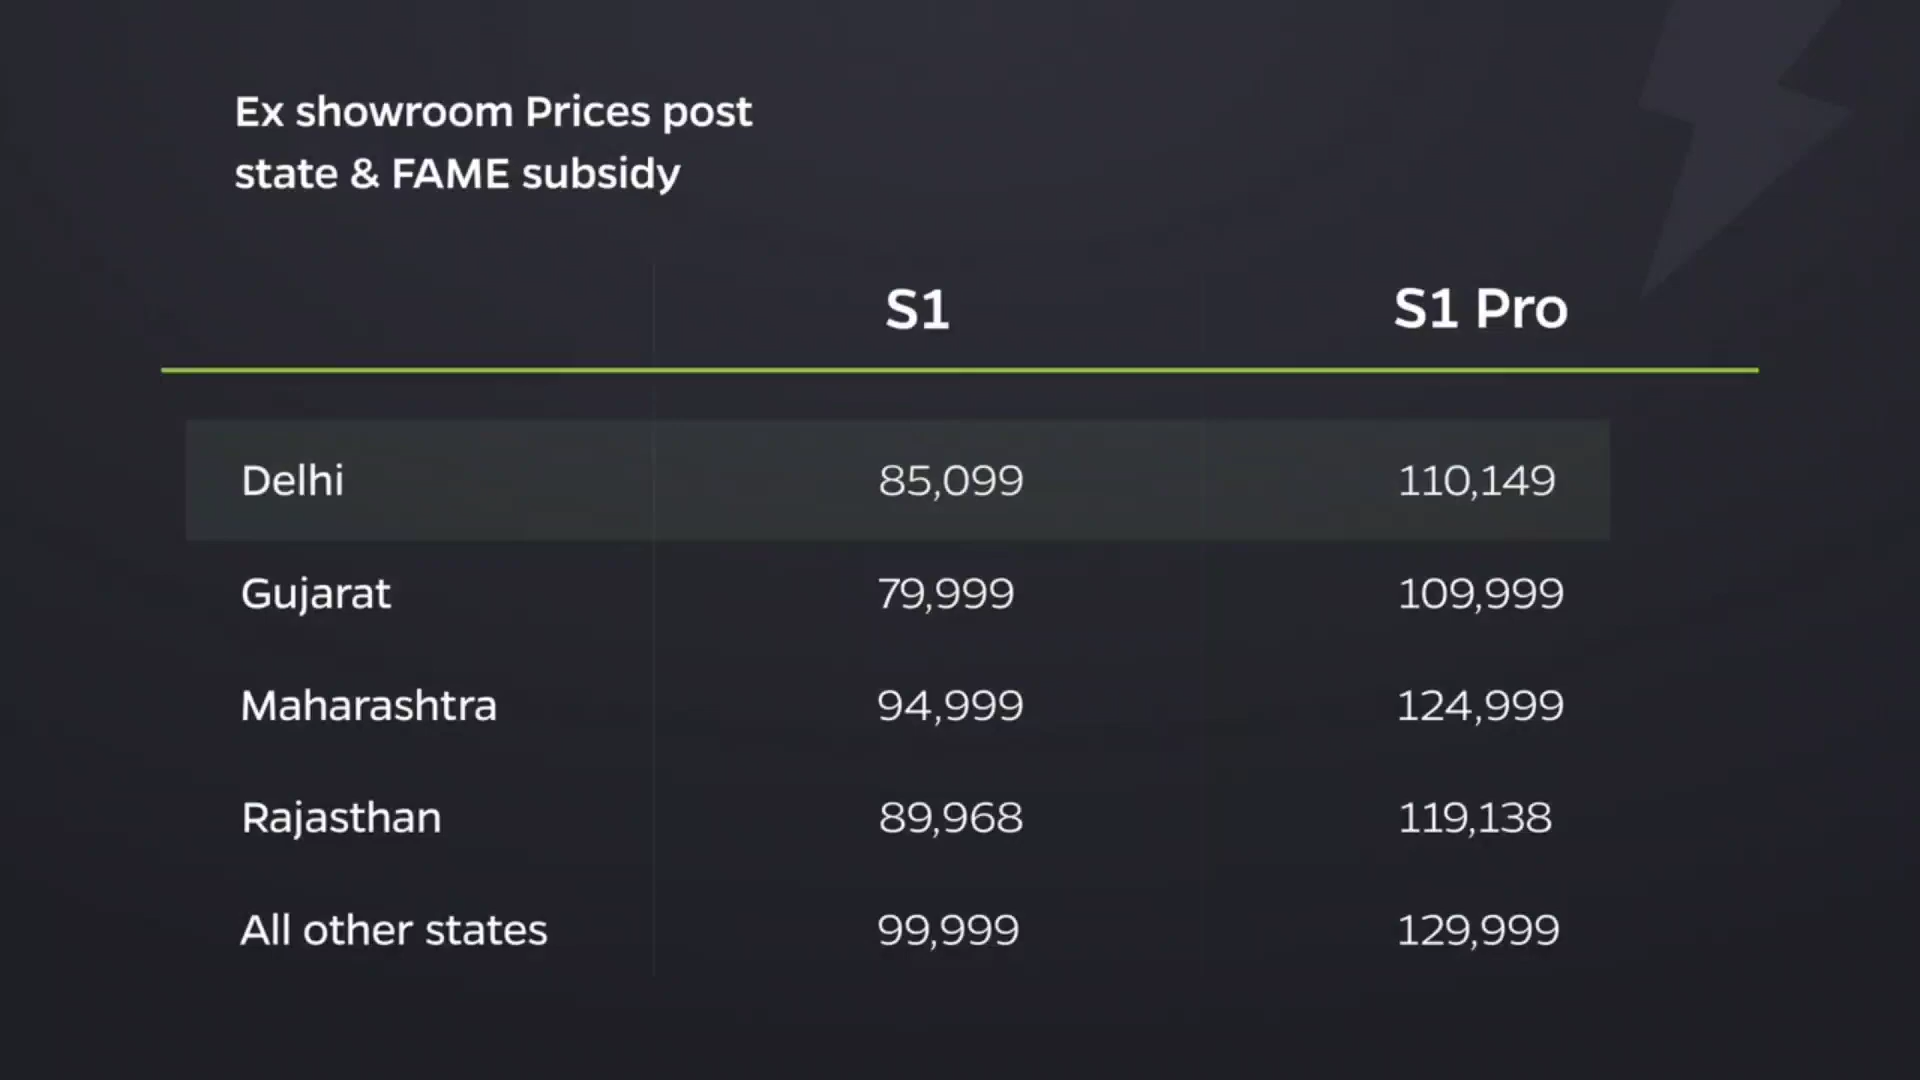 Ex showroom Prices post
state & FAME subsidy
S1 S1 Pro
Delhi 85,099 110,149
Gujarat 79,999 109,999
Maharashtra 94,999 124,999
Rajasthan 89,968 119,138
All other states 99,999 129,999